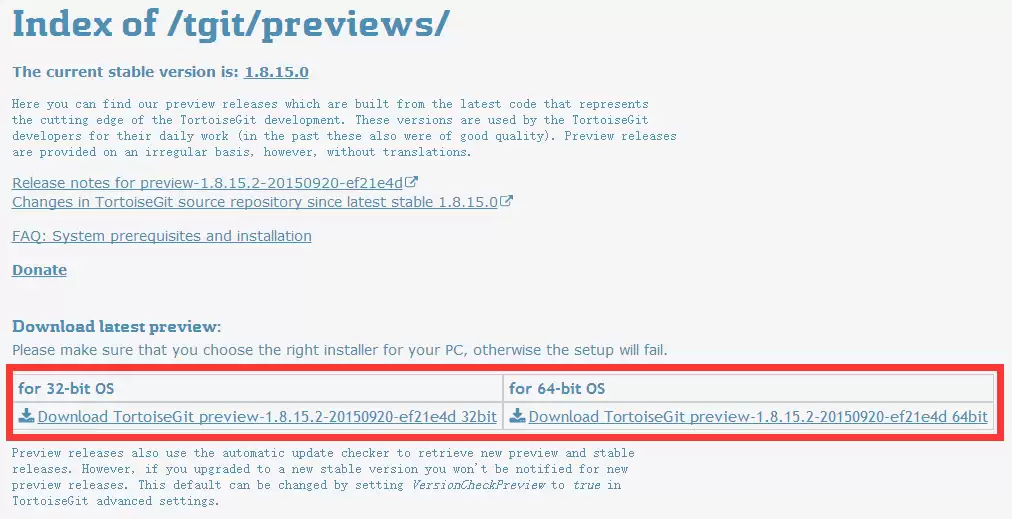 Index of /tgit/previews/
The current stable version is: 1.8.15.0
Here you can find our preview releases which are built from the latest code that represents
the cutting edge of the TortoiseGit development. These versions are used by the TortoiseGit
developers for their daily work (in the past these also were of good quality). Preview releases
are provided on an irregular basis, however, without translations.
Release notes for preview-1.8.15.2-20150920-ef21e4d
Changes in TortoiseGit source repository since latest stable 1.8.15.0
FAQ: System prerequisites and installation
Donate
Download latest preview:
Please make sure that you choose the right installer for your PC, otherwise the setup will fail.
for 32-bit OS for 64-bit OS
Download TortoiseGit preview-1.8.15.2-20150920-ef21e4d 32bit Download TortoiseGit preview-1.8.15.2-20150920-ef21e4d 64bit
Preview releases also use the automatic update checker to retrieve new preview and stable
releases. However, if you upgraded to a new stable version you won't be notified for new
preview releases. This default can be changed by setting VersionCheckPreview to true in
TortoiseGit advanced settings.